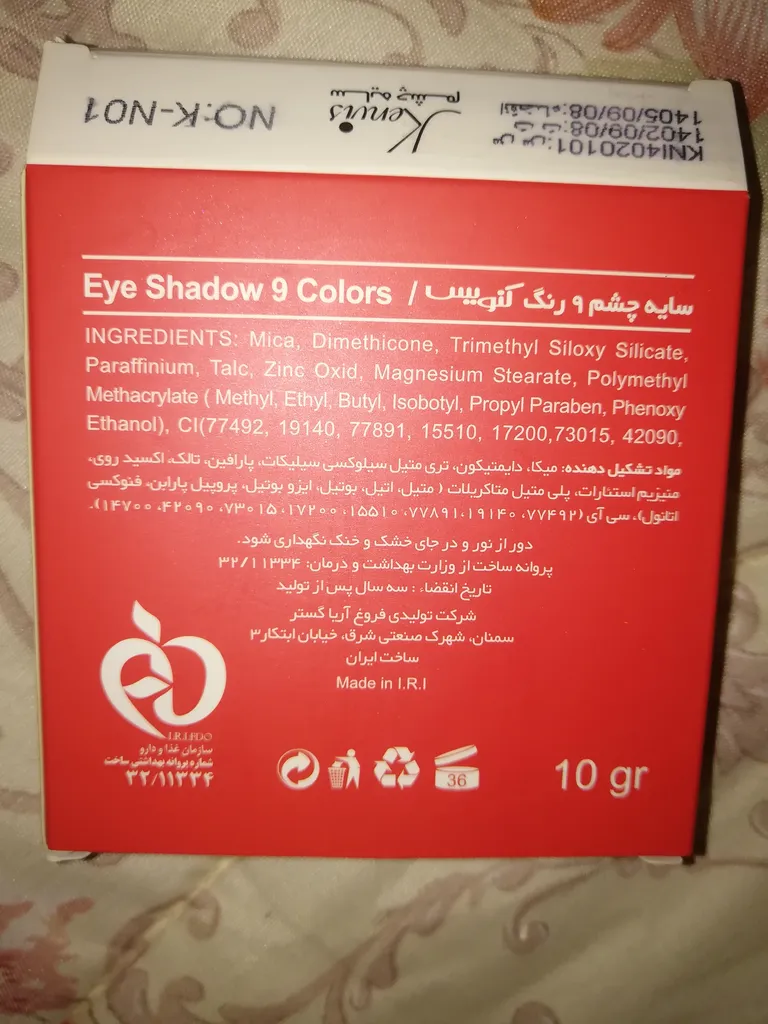 NO:K-N01
Kenvis
سایه چشم
س س: KNI4020101
ت ت: 1402/09/08
انقضاء: 1405/09/08
Eye Shadow 9 Colors / سایه چشم ۹ رنگ کنویس
INGREDIENTS: Mica, Dimethicone, Trimethyl Siloxy Silicate,
Paraffinium, Talc, Zinc Oxid, Magnesium Stearate, Polymethyl
Methacrylate ( Methyl, Ethyl, Butyl, Isobotyl, Propyl Paraben, Phenoxy
Ethanol), CI(77492, 19140, 77891, 15510, 17200,73015, 42090,
مواد تشکیل دهنده: میکا، دایمتیکون، تری متیل سیلوکسی سیلیکات، پارافین، تالک، اکسید روی،
منیزیم استئارات، پلی متیل متاکریلات ( متیل، اتیل، بوتیل، ایزو بوتیل، پروپیل پارابن، فنوکسی
اتانول)، سی آی (۷۷۴۹۲، ۱۹۱۴۰، ۷۷۸۹۱، ۱۵۵۱۰، ۱۷۲۰۰، ۷۳۰۱۵، ۴۲۰۹۰، ۱۴۷۰۰).
دور از نور و در جای خشک و خنک نگهداری شود.
پروانه ساخت از وزارت بهداشت و درمان: ۳۲/۱۱۳۳۴
تاریخ انقضاء : سه سال پس از تولید
شرکت تولیدی فروغ آریا گستر
سمنان، شهرک صنعتی شرق، خیابان ابتکار۳
ساخت ایران
Made in I.R.I
I.R.I.FDO
سازمان غذا و دارو
شماره پروانه بهداشتی ساخت
۳۲/۱۱۳۳۴
36
10 gr